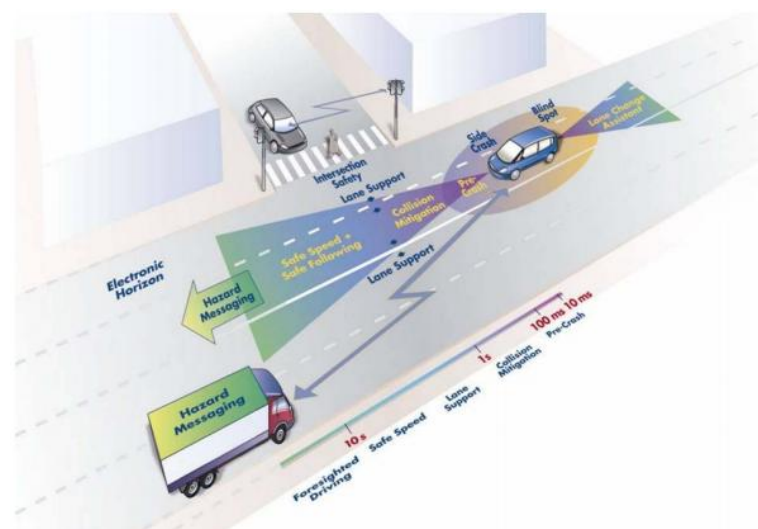 Intersection
Safety
Side
Crash
Blind
Spot
Lane Change
Assistant
Lane Support
Collision
Mitigation
Pre-
Crash
Safe Speed +
Safe Following
Lane Support
Electronic
Horizon
Hazard
Messaging
Hazard
Messaging
10 s
1s
100 ms
10 ms
Foresighted
Driving
Safe Speed
Lane
Support
Collision
Mitigation
Pre-Crash